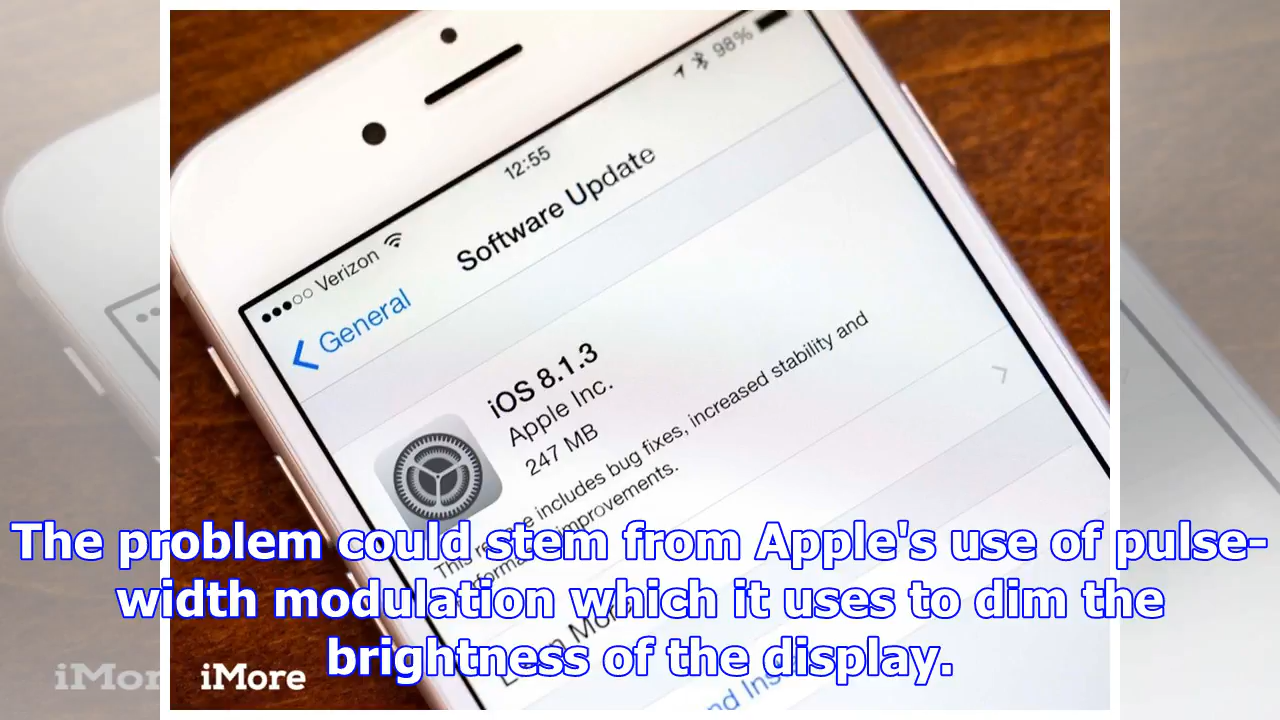 98%
12:55
Verizon
Software Update
General
iOS 8.1.3
Apple Inc.
247 MB
This includes bug fixes, increased stability and
improvements.
The problem could stem from Apple's use of pulse-
width modulation which it uses to dim the
brightness of the display.
iMore
iMor